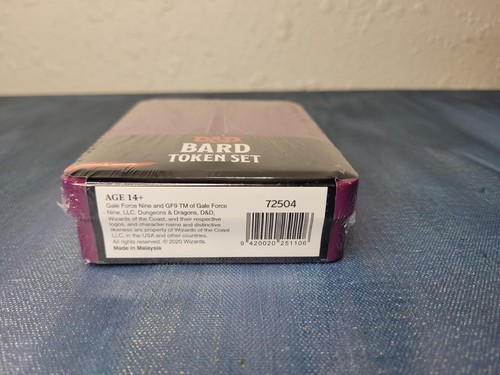 D&D
BARD
TOKEN SET
AGE 14+
Gale Force Nine and GF9 TM of Gale Force
Nine, LLC. Dungeons & Dragons, D&D,
Wizards of the Coast, and their respective
logos, and character name and distinctive
likeness are property of Wizards of the Coast
LLC. in the USA and other countries.
All rights reserved. © 2020 Wizards.
Made in Malaysia
72504
9 420020 251106